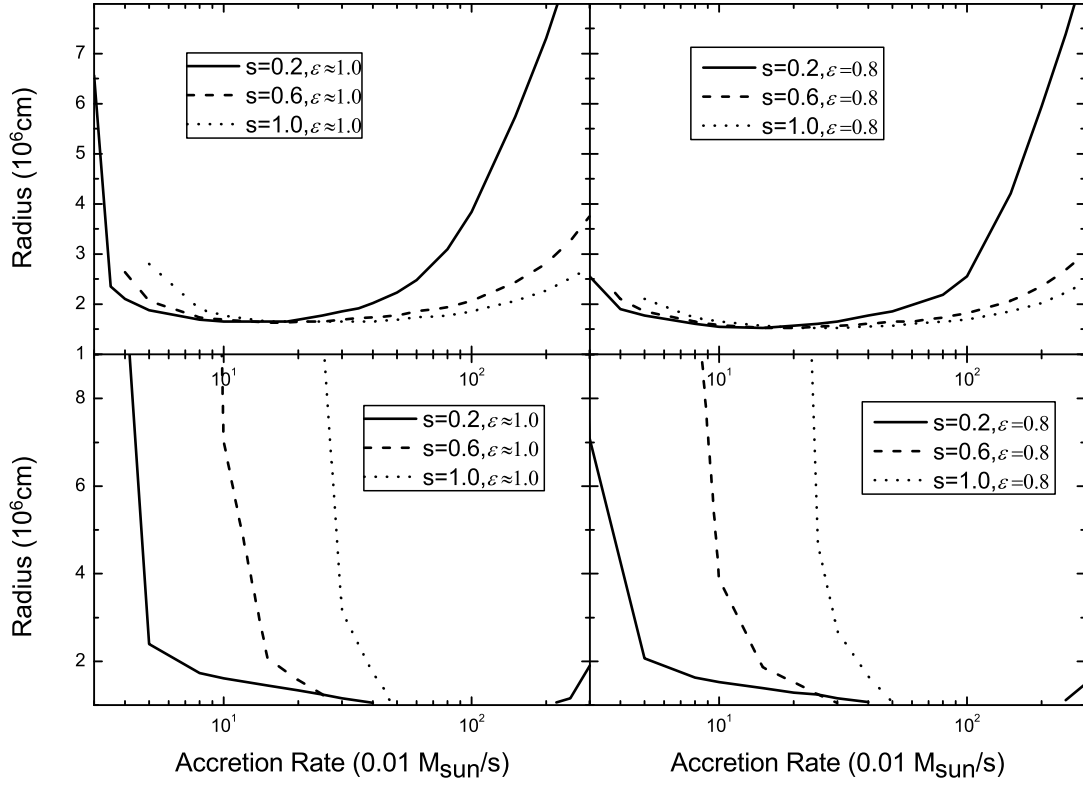 7
6
5
4
3
2
Radius (10⁶cm)
s=0.2,ε≈1.0
s=0.6,ε≈1.0
s=1.0,ε≈1.0
s=0.2,ε=0.8
s=0.6,ε=0.8
s=1.0,ε=0.8
1
10¹
10²
10¹
10²
8
6
4
2
Radius (10⁶cm)
s=0.2,ε≈1.0
s=0.6,ε≈1.0
s=1.0,ε≈1.0
s=0.2,ε=0.8
s=0.6,ε=0.8
s=1.0,ε=0.8
10¹
10²
10¹
10²
Accretion Rate (0.01 M_sun/s)
Accretion Rate (0.01 M_sun/s)